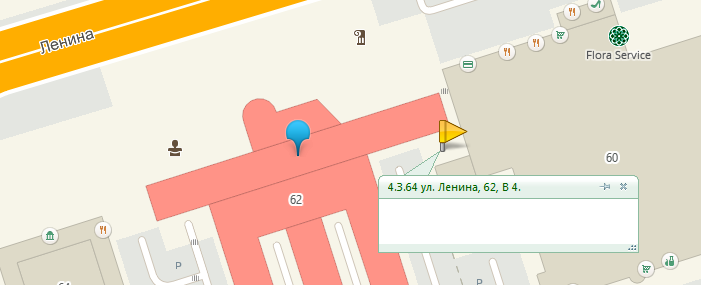 Ленина
Flora Service
60
4.3.64 ул. Ленина, 62, В 4.
62
P
P